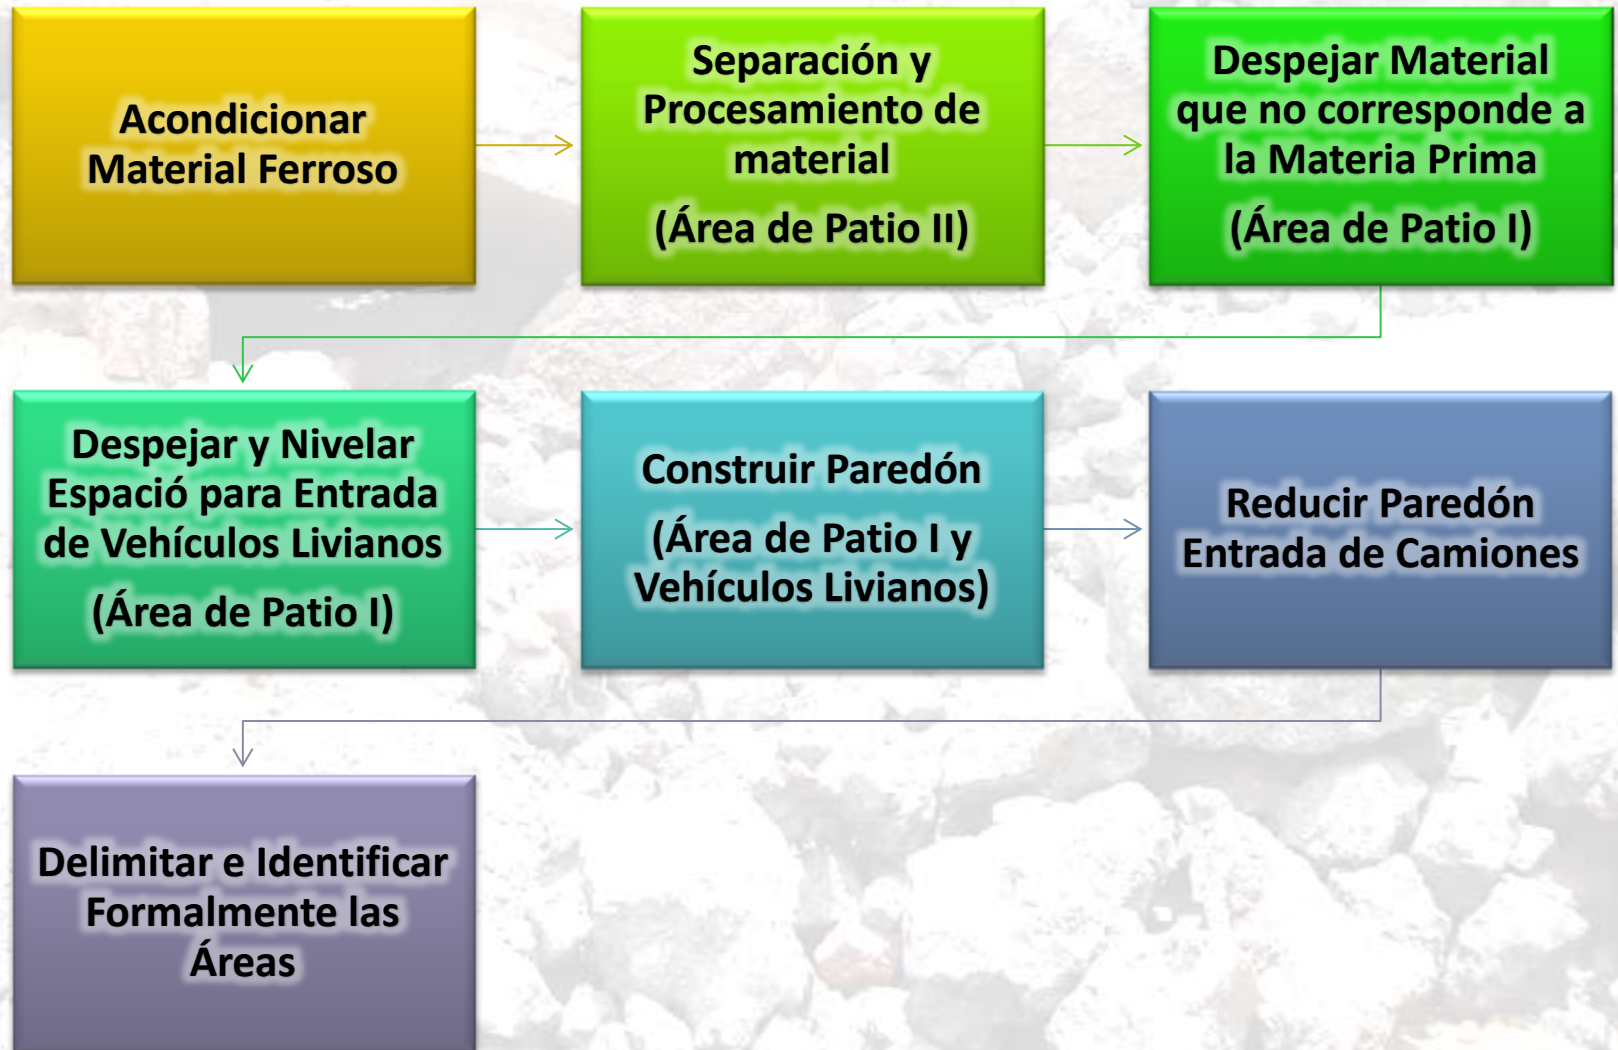 Acondicionar
Material Ferroso
Separación y
Procesamiento de
material
(Área de Patio II)
Despejar Material
que no corresponde a
la Materia Prima
(Área de Patio I)
Despejar y Nivelar
Espació para Entrada
de Vehículos Livianos
(Área de Patio I)
Construir Paredón
(Área de Patio I y
Vehículos Livianos)
Reducir Paredón
Entrada de Camiones
Delimitar e Identificar
Formalmente las
Áreas